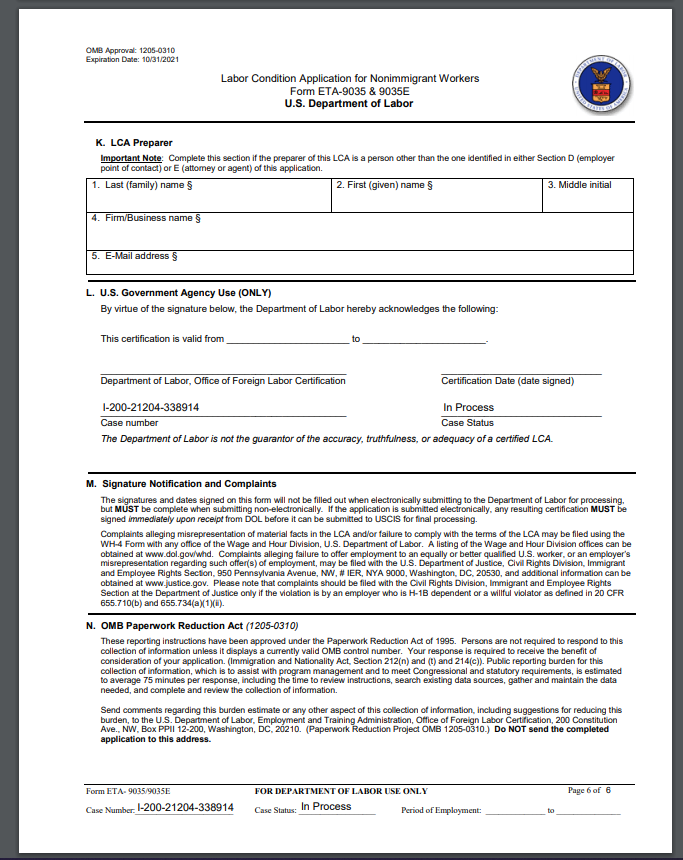 OMB Approval: 1205-0310
Expiration Date: 10/31/2021
Labor Condition Application for Nonimmigrant Workers
Form ETA-9035 & 9035E
U.S. Department of Labor
K. LCA Preparer
Important Note: Complete this section if the preparer of this LCA is a person other than the one identified in either Section D (employer
point of contact) or E (attorney or agent) of this application.
1. Last (family) name § 2. First (given) name § 3. Middle initial
4. Firm/Business name §
5. E-Mail address §
L. U.S. Government Agency Use (ONLY)
By virtue of the signature below, the Department of Labor hereby acknowledges the following:
This certification is valid from ______________________ to ______________________.
Department of Labor, Office of Foreign Labor Certification Certification Date (date signed)
I-200-21204-338914 In Process
Case number Case Status
The Department of Labor is not the guarantor of the accuracy, truthfulness, or adequacy of a certified LCA.
M. Signature Notification and Complaints
The signatures and dates signed on this form will not be filled out when electronically submitting to the Department of Labor for processing,
but MUST be complete when submitting non-electronically. If the application is submitted electronically, any resulting certification MUST be
signed immediately upon receipt from DOL before it can be submitted to USCIS for final processing.
Complaints alleging misrepresentation of material facts in the LCA and/or failure to comply with the terms of the LCA may be filed using the
WH-4 Form with any office of the Wage and Hour Division, U.S. Department of Labor. A listing of the Wage and Hour Division offices can be
obtained at www.dol.gov/whd. Complaints alleging failure to offer employment to an equally or better qualified U.S. worker, or an employer's
misrepresentation regarding such offer(s) of employment, may be filed with the U.S. Department of Justice, Civil Rights Division, Immigrant
and Employee Rights Section, 950 Pennsylvania Avenue, NW, # IER, NYA 9000, Washington, DC, 20530, and additional information can be
obtained at www.justice.gov. Please note that complaints should be filed with the Civil Rights Division, Immigrant and Employee Rights
Section at the Department of Justice only if the violation is by an employer who is H-1B dependent or a willful violator as defined in 20 CFR
655.710(b) and 655.734(a)(1)(ii).
N. OMB Paperwork Reduction Act (1205-0310)
These reporting instructions have been approved under the Paperwork Reduction Act of 1995. Persons are not required to respond to this
collection of information unless it displays a currently valid OMB control number. Your response is required to receive the benefit of
consideration of your application. (Immigration and Nationality Act, Section 212(n) and (t) and 214(c)). Public reporting burden for this
collection of information, which is to assist with program management and to meet Congressional and statutory requirements, is estimated
to average 75 minutes per response, including the time to review instructions, search existing data sources, gather and maintain the data
needed, and complete and review the collection of information.
Send comments regarding this burden estimate or any other aspect of this collection of information, including suggestions for reducing this
burden, to the U.S. Department of Labor, Employment and Training Administration, Office of Foreign Labor Certification, 200 Constitution
Ave., NW, Box PPII 12-200, Washington, DC, 20210. (Paperwork Reduction Project OMB 1205-0310.) Do NOT send the completed
application to this address.
Form ETA- 9035/9035E FOR DEPARTMENT OF LABOR USE ONLY Page 6 of 6
Case Number: I-200-21204-338914 Case Status: In Process Period of Employment: ____________ to ____________